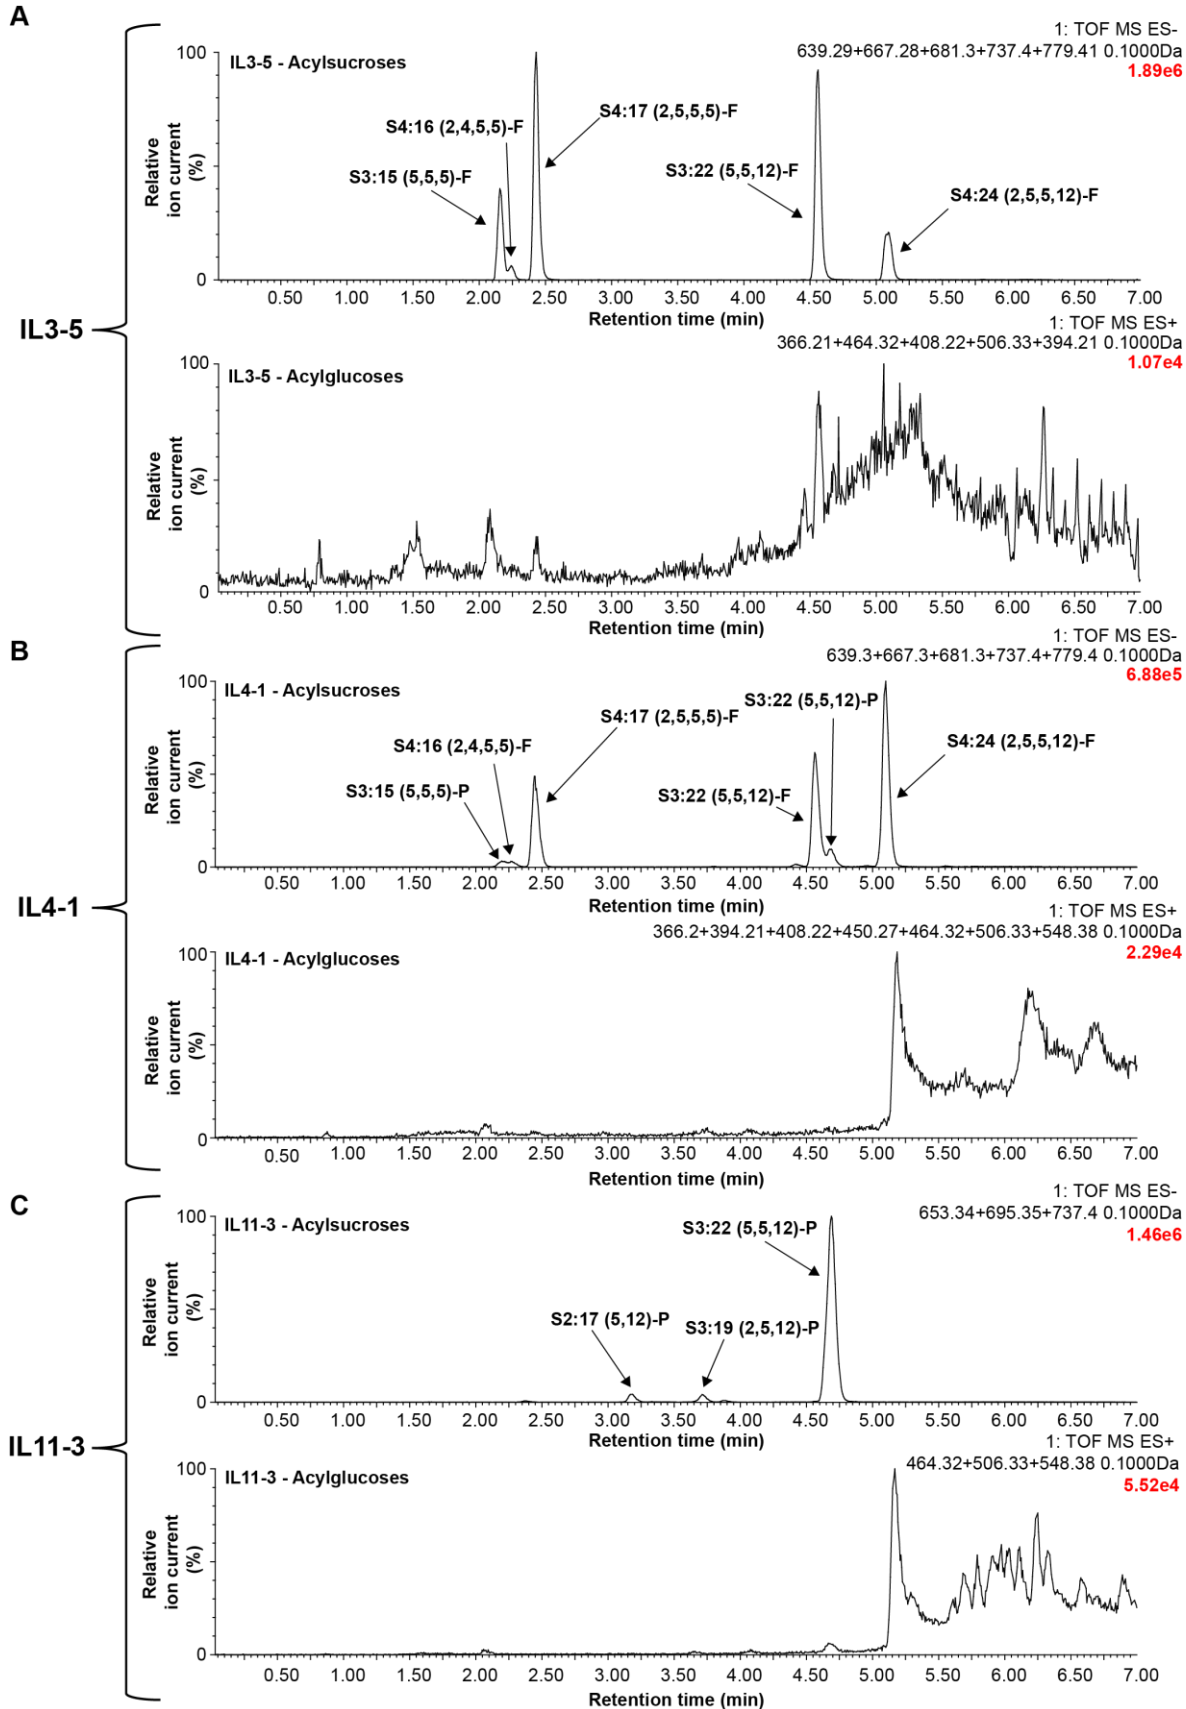 A
1: TOF MS ES-
639.29+667.28+681.3+737.4+779.41 0.1000Da
1.89e6
IL3-5 - Acylsucroses
S4:16 (2,4,5,5)-F
S4:17 (2,5,5,5)-F
S3:15 (5,5,5)-F
S3:22 (5,5,12)-F
S4:24 (2,5,5,12)-F
Relative
ion current
(%)
100
0
0.50 1.00 1.50 2.00 2.50 3.00 3.50 4.00 4.50 5.00 5.50 6.00 6.50 7.00
Retention time (min)
IL3-5
1: TOF MS ES+
366.21+464.32+408.22+506.33+394.21 0.1000Da
1.07e4
IL3-5 - Acylglucoses
Relative
ion current
(%)
100
0
0.50 1.00 1.50 2.00 2.50 3.00 3.50 4.00 4.50 5.00 5.50 6.00 6.50 7.00
Retention time (min)
B
1: TOF MS ES-
639.3+667.3+681.3+737.4+779.4 0.1000Da
6.88e5
IL4-1 - Acylsucroses
S3:22 (5,5,12)-P
S4:17 (2,5,5,5)-F
S4:16 (2,4,5,5)-F
S4:24 (2,5,5,12)-F
S3:15 (5,5,5)-P
S3:22 (5,5,12)-F
Relative
ion current
(%)
100
0
0.50 1.00 1.50 2.00 2.50 3.00 3.50 4.00 4.50 5.00 5.50 6.00 6.50 7.00
Retention time (min)
IL4-1
1: TOF MS ES+
366.2+394.21+408.22+450.27+464.32+506.33+548.38 0.1000Da
2.29e4
IL4-1 - Acylglucoses
Relative
ion current
(%)
100
0
0.50 1.00 1.50 2.00 2.50 3.00 3.50 4.00 4.50 5.00 5.50 6.00 6.50 7.00
Retention time (min)
C
1: TOF MS ES-
653.34+695.35+737.4 0.1000Da
1.46e6
IL11-3 - Acylsucroses
S3:22 (5,5,12)-P
S2:17 (5,12)-P
S3:19 (2,5,12)-P
Relative
ion current
(%)
100
0
0.50 1.00 1.50 2.00 2.50 3.00 3.50 4.00 4.50 5.00 5.50 6.00 6.50 7.00
Retention time (min)
IL11-3
1: TOF MS ES+
464.32+506.33+548.38 0.1000Da
5.52e4
IL11-3 - Acylglucoses
Relative
ion current
(%)
100
0
0.50 1.00 1.50 2.00 2.50 3.00 3.50 4.00 4.50 5.00 5.50 6.00 6.50 7.00
Retention time (min)